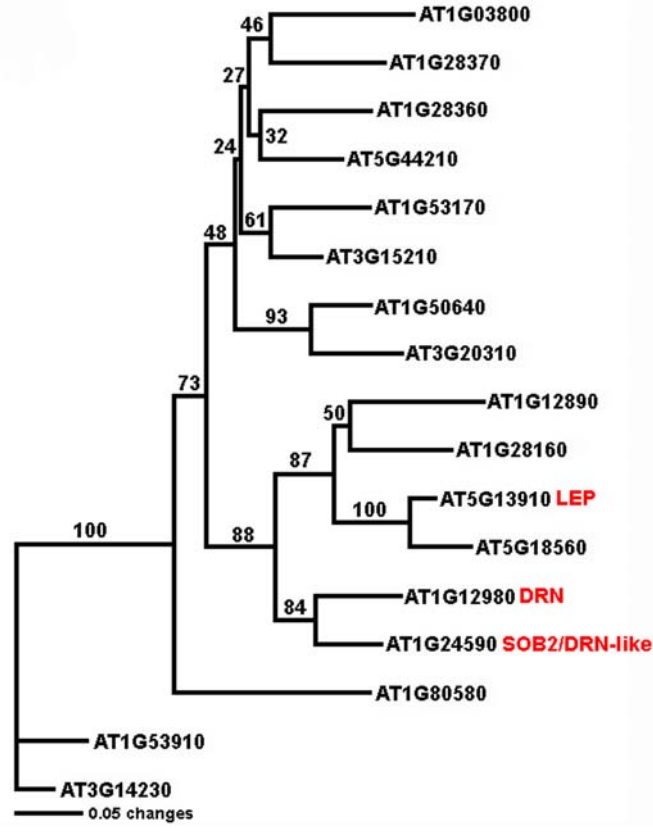 AT1G03800
46
AT1G28370
27
AT1G28360
32
24
AT5G44210
AT1G53170
61
48
AT3G15210
AT1G50640
93
AT3G20310
73
AT1G12890
50
AT1G28160
87
AT5G13910 LEP
100
100
88
AT5G18560
AT1G12980 DRN
84
AT1G24590 SOB2/DRN-like
AT1G80580
AT1G53910
AT3G14230
0.05 changes